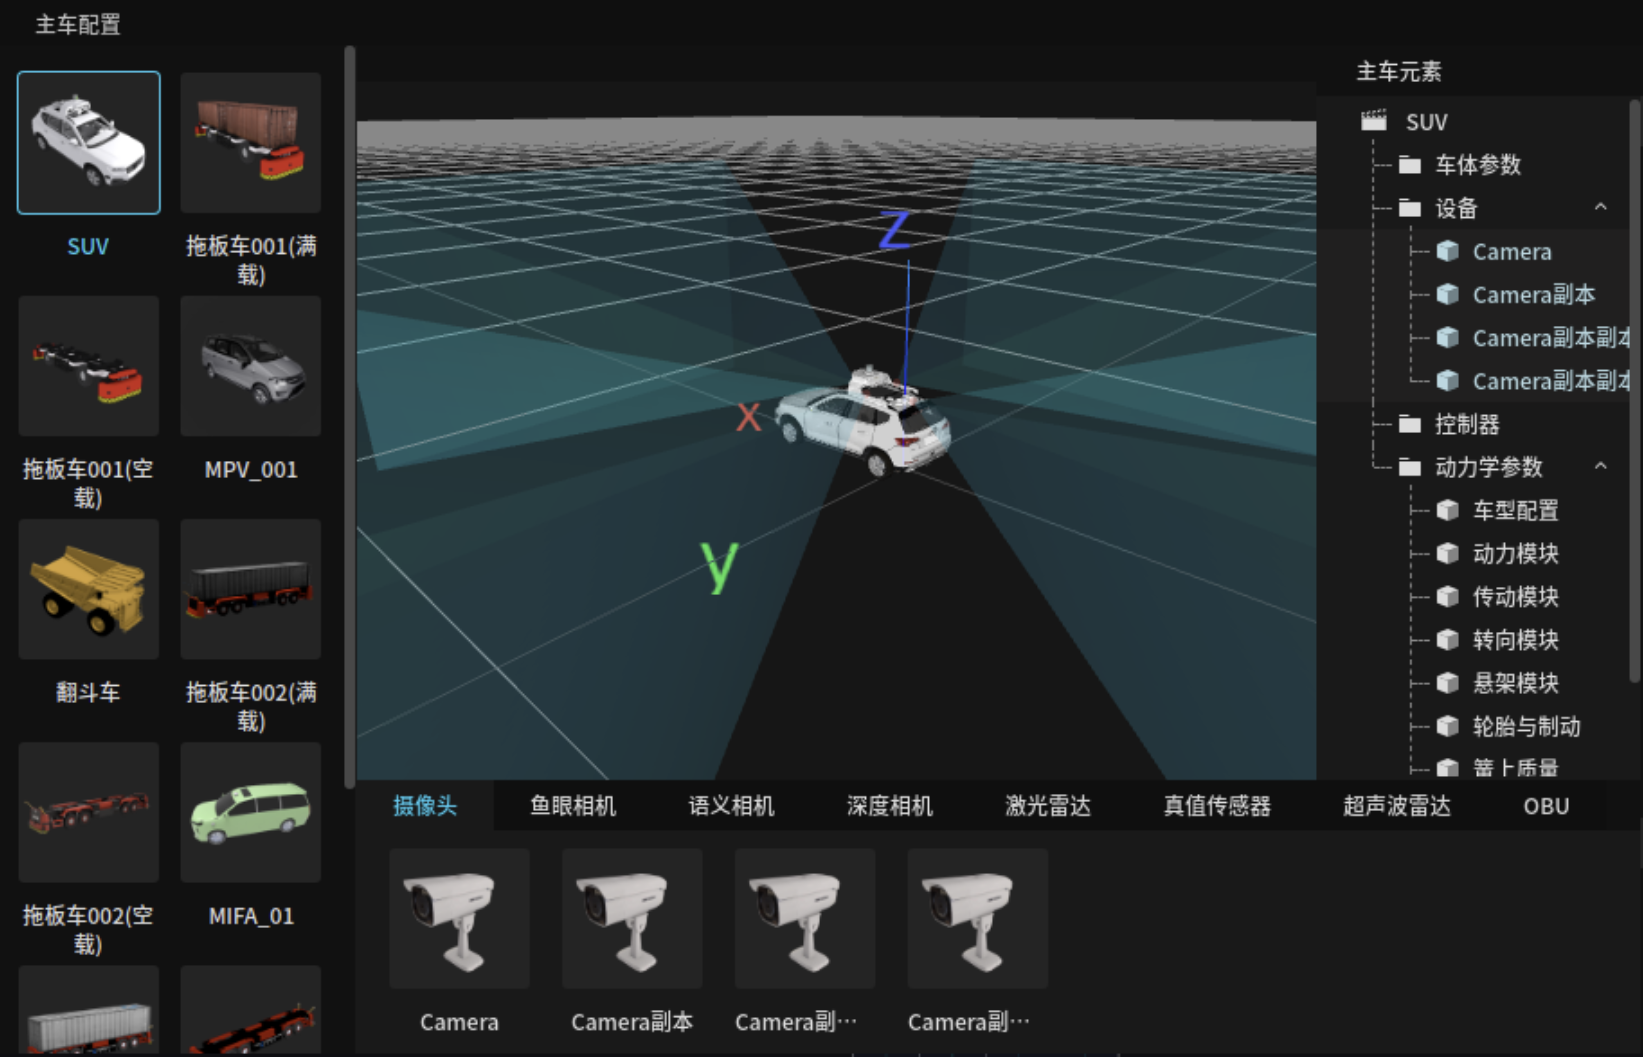 主车配置
SUV
拖板车001(满
载)
拖板车001(空
载)
MPV_001
翻斗车
拖板车002(满
载)
拖板车002(空
载)
MIFA_01
Z
X
y
主车元素
SUV
车体参数
设备
Camera
Camera副本
Camera副本副本
Camera副本副本
控制器
动力学参数
车型配置
动力模块
传动模块
转向模块
悬架模块
轮胎与制动
簧上质量
摄像头
鱼眼相机
语义相机
深度相机
激光雷达
真值传感器
超声波雷达
OBU
Camera
Camera副本
Camera副…
Camera副…